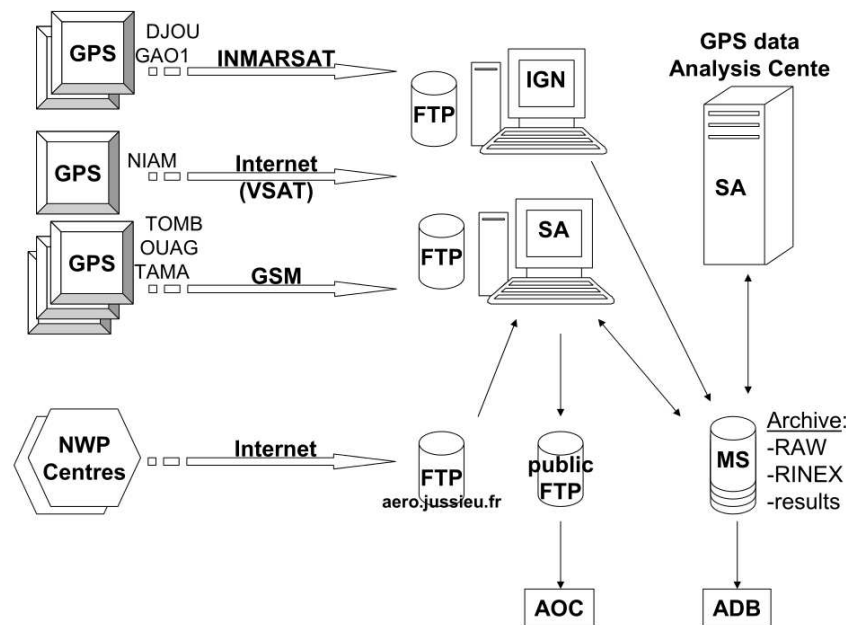 GPS
DJOU
GAO1
INMARSAT
FTP
IGN
GPS data
Analysis Cente
SA
GPS
NIAM
Internet
(VSAT)
GPS
TOMB
OUAG
TAMA
GSM
FTP
SA
NWP
Centres
Internet
FTP
aero.jussieu.fr
public
FTP
MS
Archive:
-RAW
-RINEX
-results
AOC
ADB